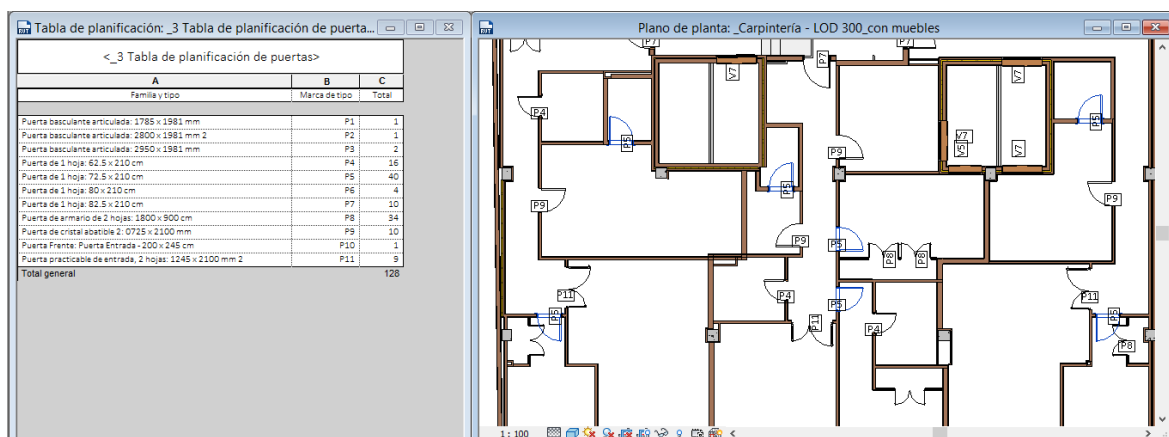 Tabla de planificación: _3 Tabla de planificación de puerta...
<_3 Tabla de planificación de puertas>
A B C
Familia y tipo Marca de tipo Total
Puerta basculante articulada: 1785 x 1981 mm P1 1
Puerta basculante articulada: 2800 x 1981 mm 2 P2 1
Puerta basculante articulada: 2950 x 1981 mm P3 2
Puerta de 1 hoja: 62.5 x 210 cm P4 16
Puerta de 1 hoja: 72.5 x 210 cm P5 40
Puerta de 1 hoja: 80 x 210 cm P6 4
Puerta de 1 hoja: 82.5 x 210 cm P7 10
Puerta de armario de 2 hojas: 1800 x 900 cm P8 34
Puerta de cristal abatible 2: 0725 x 2100 mm P9 10
Puerta Frente: Puerta Entrada - 200 x 245 cm P10 1
Puerta practicable de entrada, 2 hojas: 1245 x 2100 mm 2 P11 9
Total general 128
Plano de planta: _Carpintería - LOD 300_con muebles
P7 P7 P7
V7 V7
P4 P5 P5
P5 P9 V5 V7 V7
P5
P9 P9
P9 P5
P8 P8
P11 P4 P5 P11
P5 P11 P4 P5 P8
1 : 100